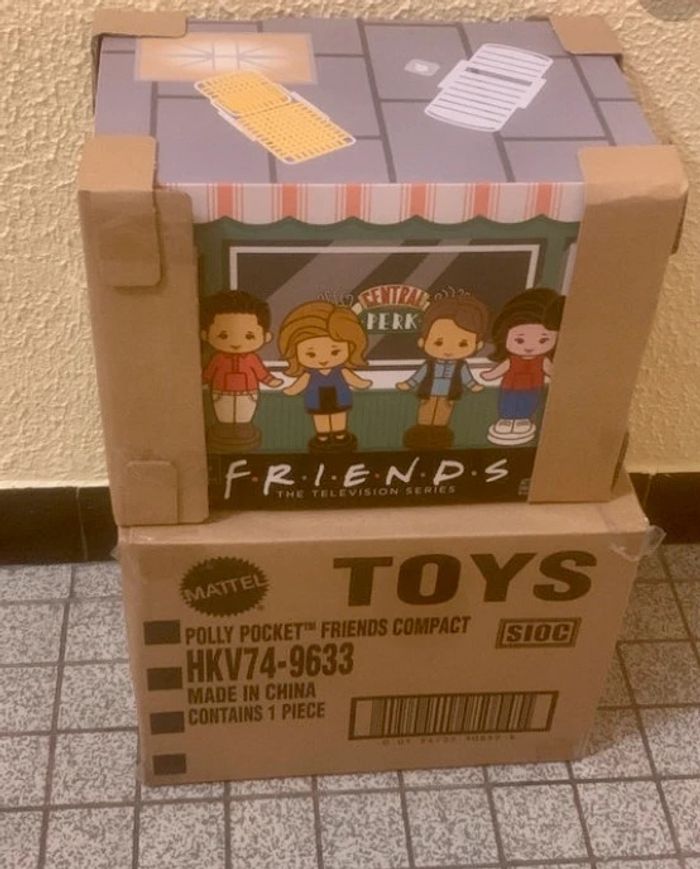 CENTRAL
PERK
F·R·I·E·N·D·S
THE TELEVISION SERIES
MATTEL
TOYS
POLLY POCKET™ FRIENDS COMPACT
SIOC
HKV74-9633
MADE IN CHINA
CONTAINS 1 PIECE